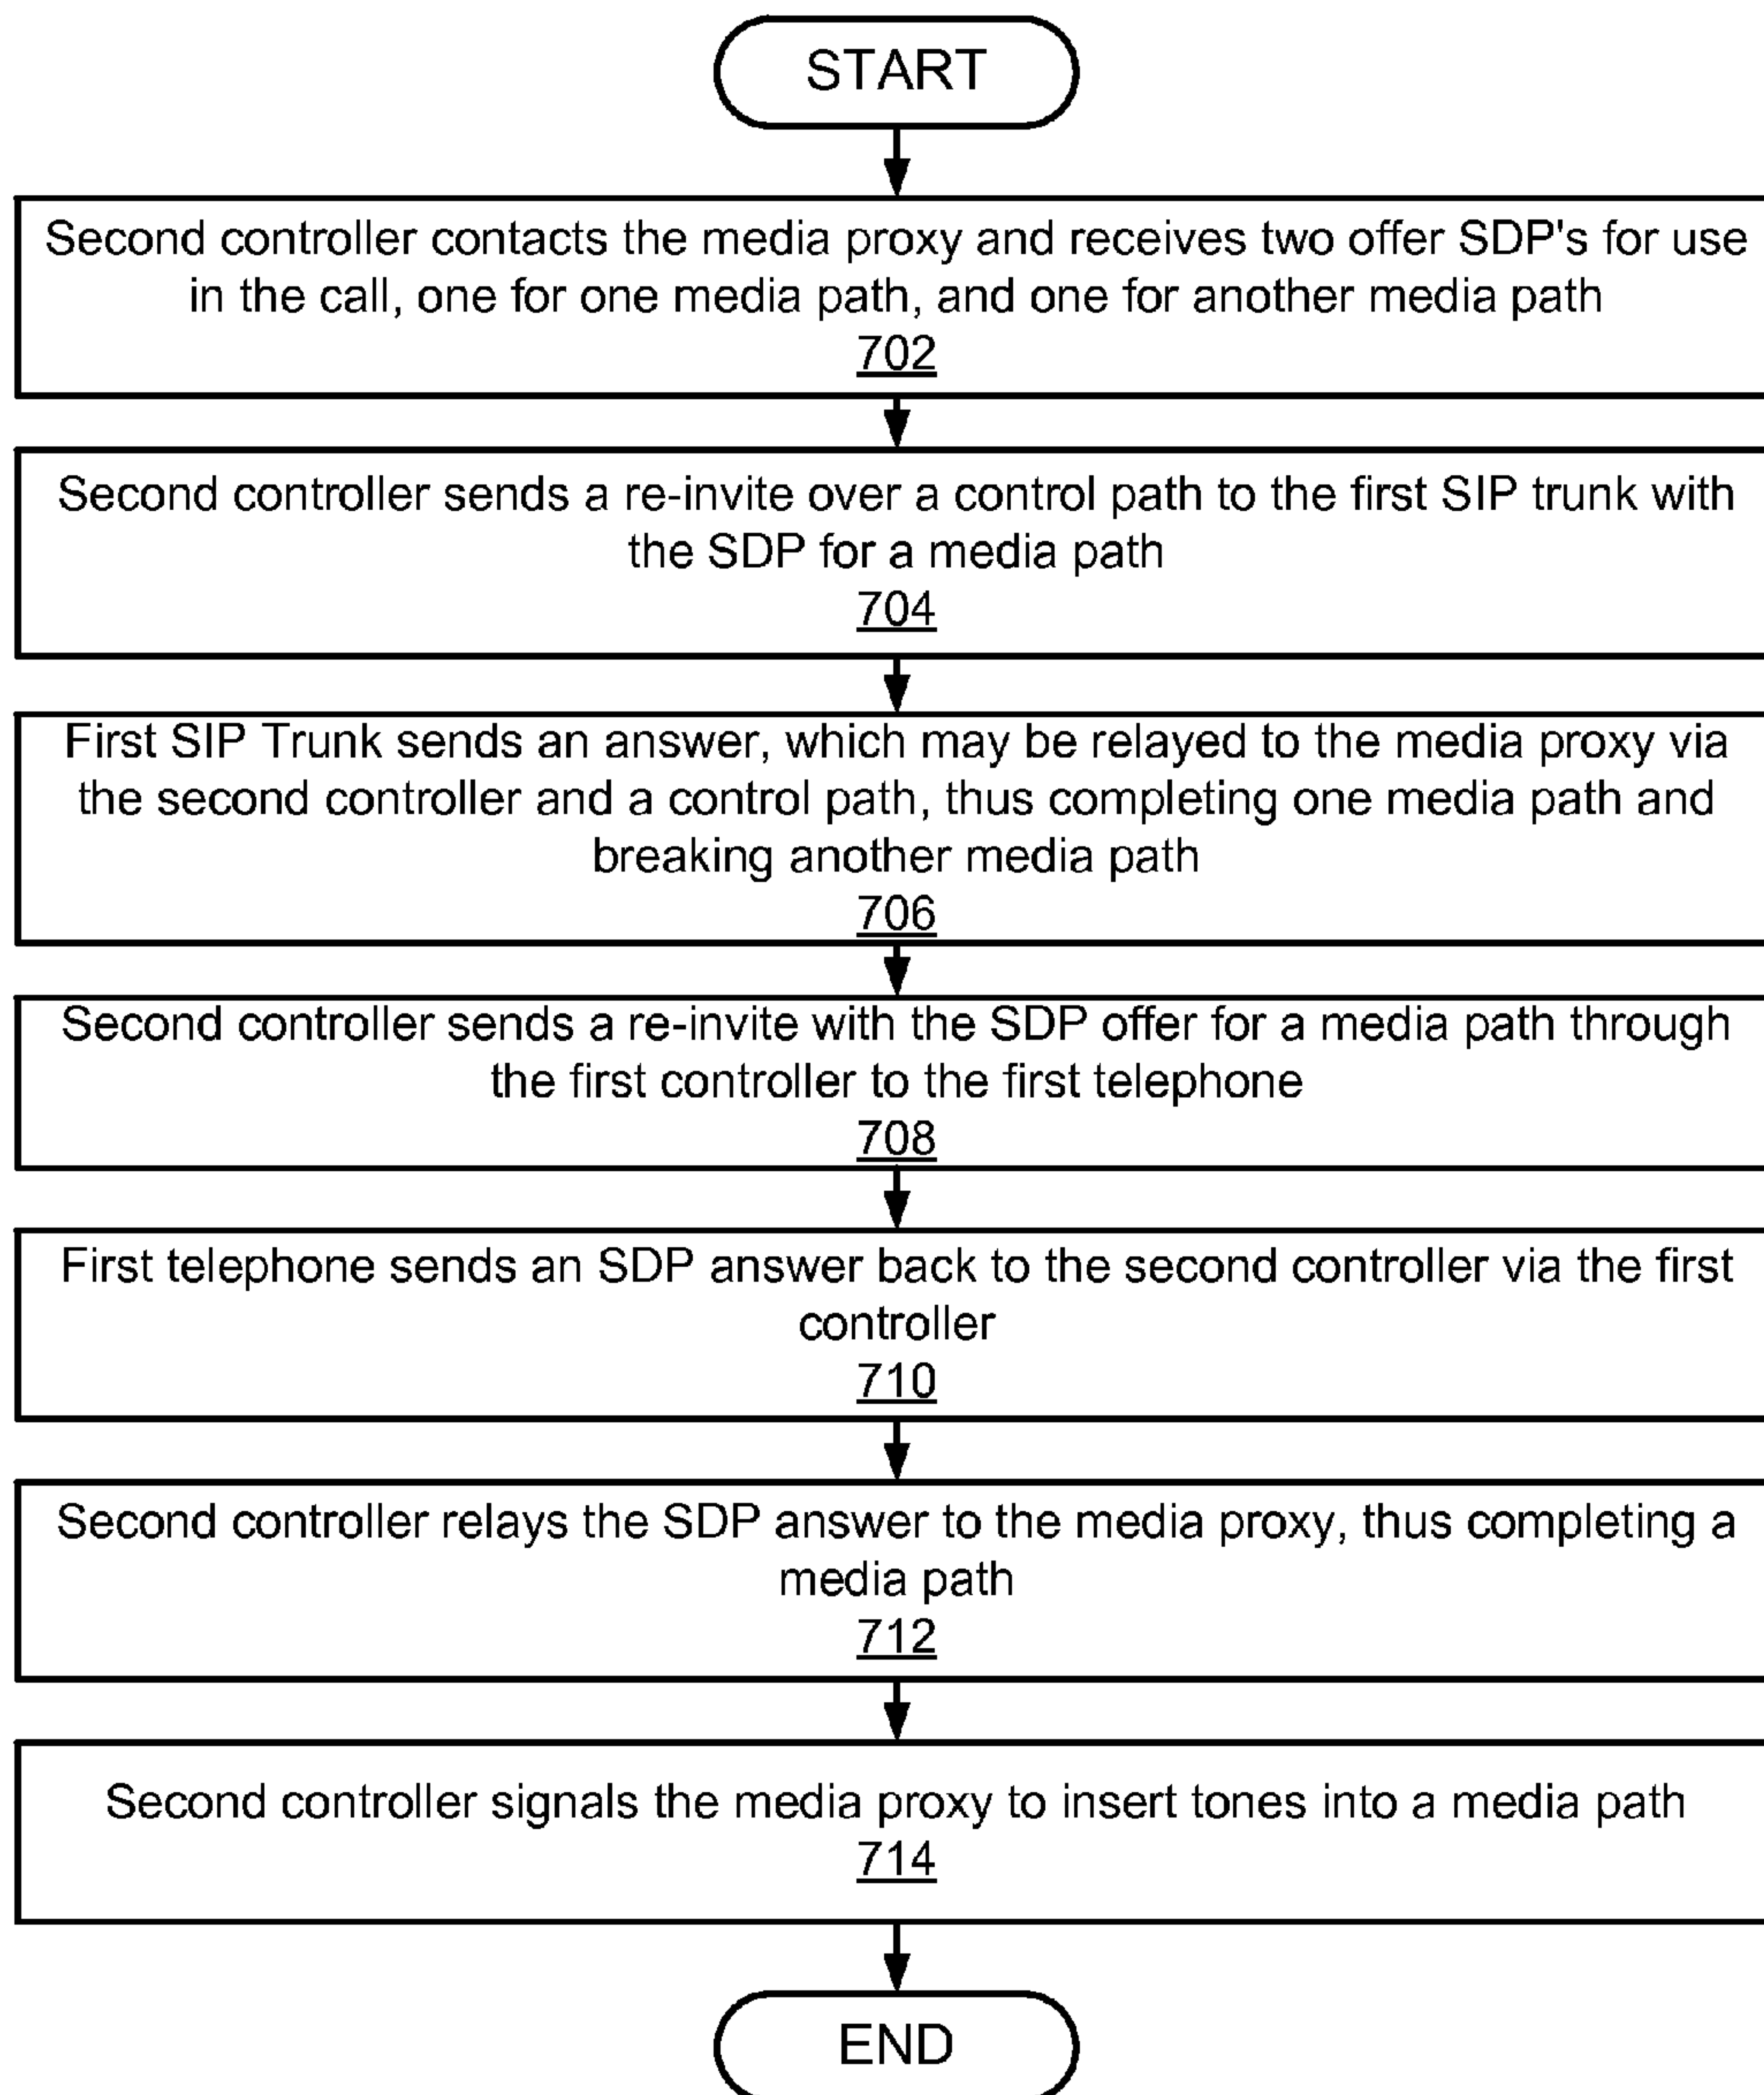 START
Second controller contacts the media proxy and receives two offer SDP's for use
in the call, one for one media path, and one for another media path
702
Second controller sends a re-invite over a control path to the first SIP trunk with
the SDP for a media path
704
First SIP Trunk sends an answer, which may be relayed to the media proxy via
the second controller and a control path, thus completing one media path and
breaking another media path
706
Second controller sends a re-invite with the SDP offer for a media path through
the first controller to the first telephone
708
First telephone sends an SDP answer back to the second controller via the first
controller
710
Second controller relays the SDP answer to the media proxy, thus completing a
media path
712
Second controller signals the media proxy to insert tones into a media path
714
END